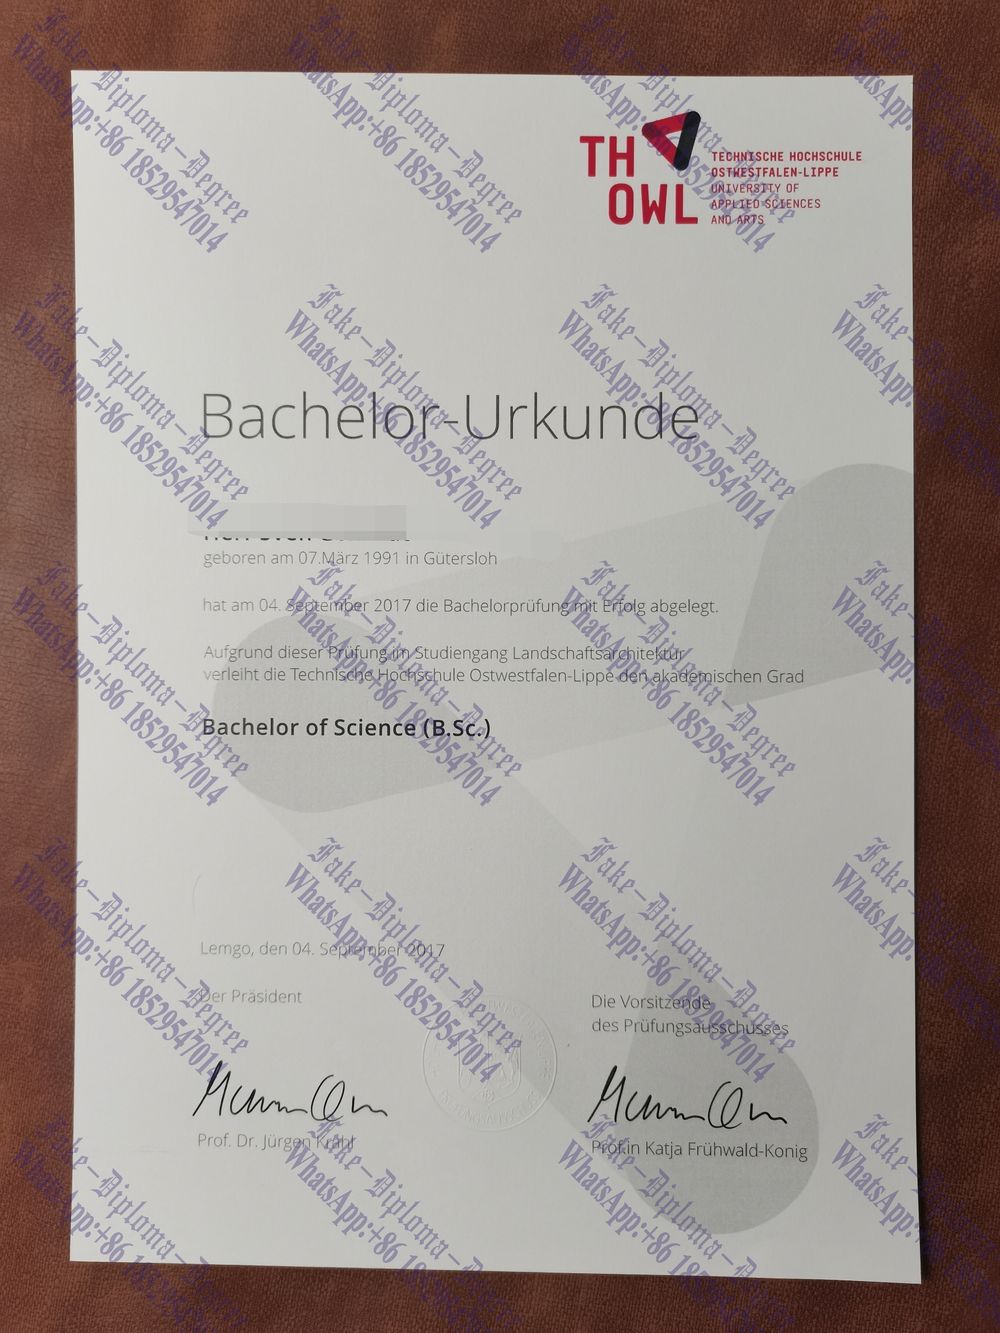 TH
OWL
TECHNISCHE HOCHSCHULE
OSTWESTFALEN-LIPPE
UNIVERSITY OF
APPLIED SCIENCES
AND ARTS
Bachelor-Urkunde
geboren am 07.März 1991 in Gütersloh
hat am 04. September 2017 die Bachelorprüfung mit Erfolg abgelegt.
Aufgrund dieser Prüfung im Studiengang Landschaftsarchitektur
verleiht die Technische Hochschule Ostwestfalen-Lippe den akademischen Grad
Bachelor of Science (B.Sc.)
Lemgo, den 04. September 2017
Der Präsident
Die Vorsitzende
des Prüfungsausschusses
Prof. Dr. Jürgen Krahl
Prof.in Katja Frühwald-Konig
Fake-Diploma-Degree
WhatsApp:+86 18529547014